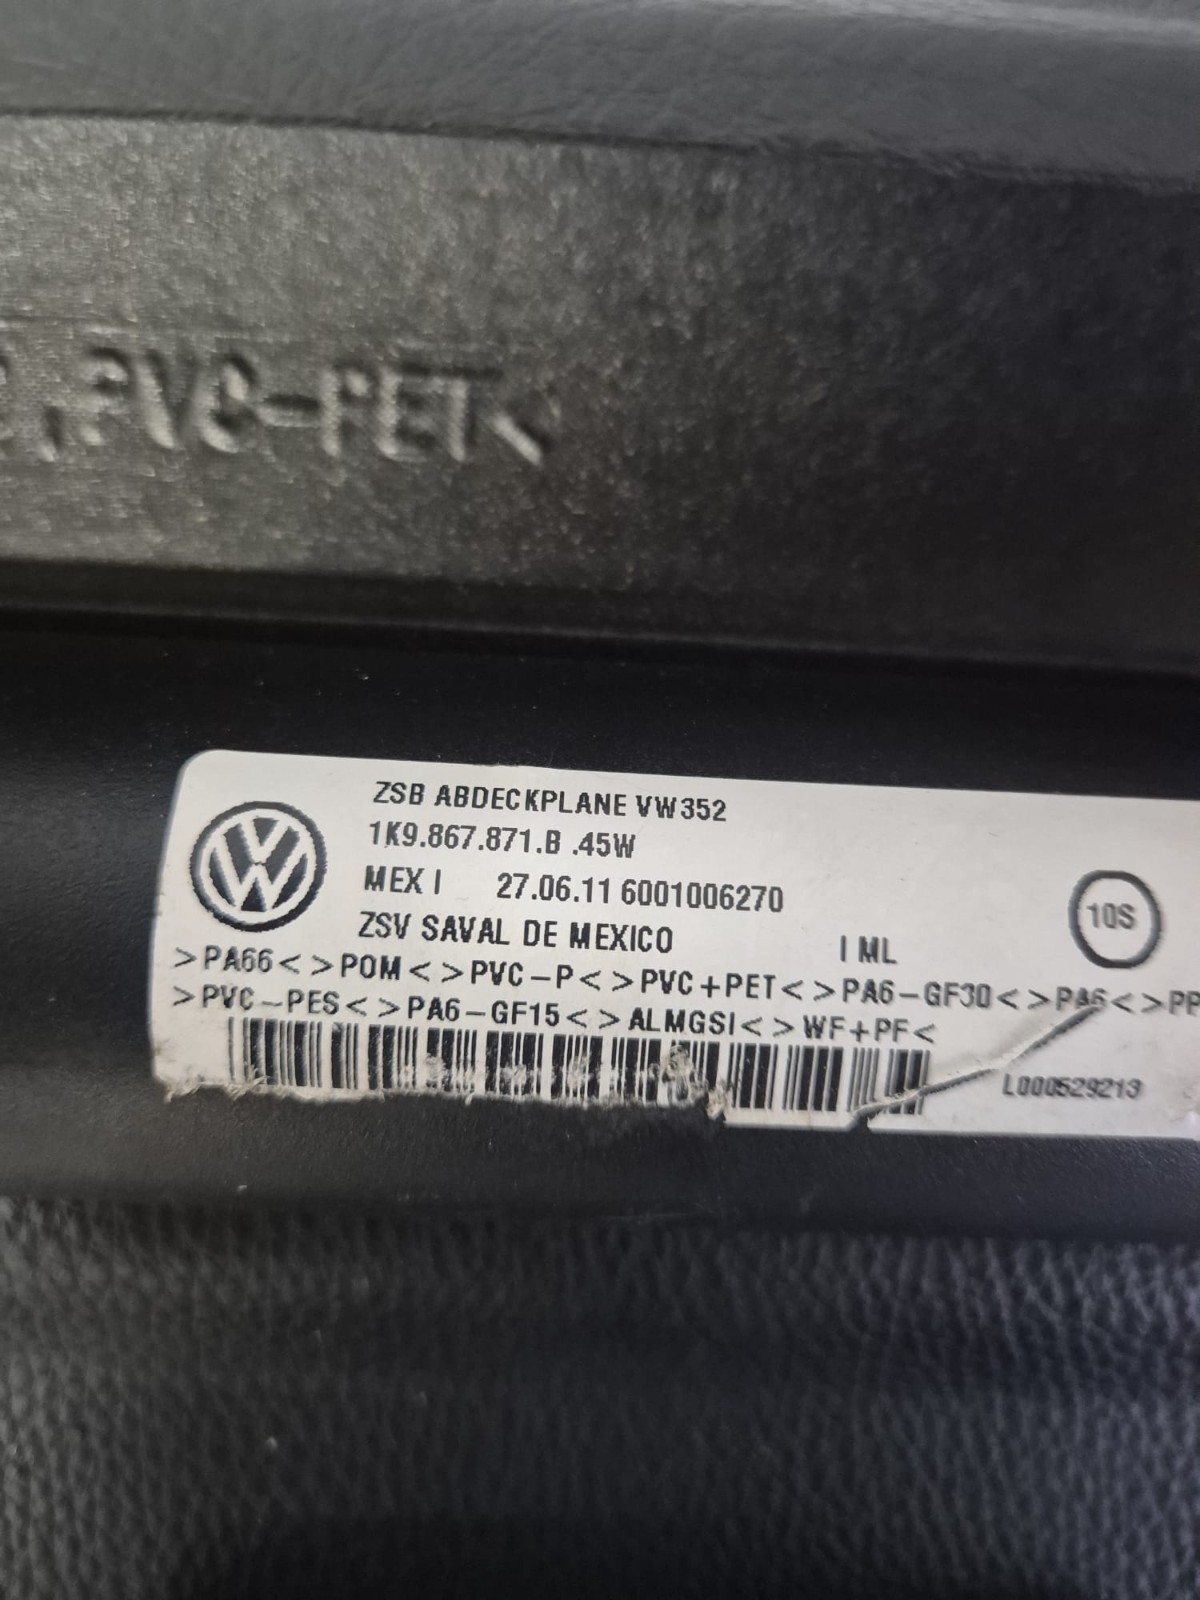 ,PVC-PET<
ZSB ABDECKPLANE VW352
1K9.867.871.B .45W
MEX I 27.06.11 6001006270
ZSV SAVAL DE MEXICO I ML
10S
>PA66< >POM< >PVC-P< >PVC+PET< >PA6-GF30< >PA6< >PP
>PVC-PES< >PA6-GF15< >ALMGSI< >WF+PF<
L000529213